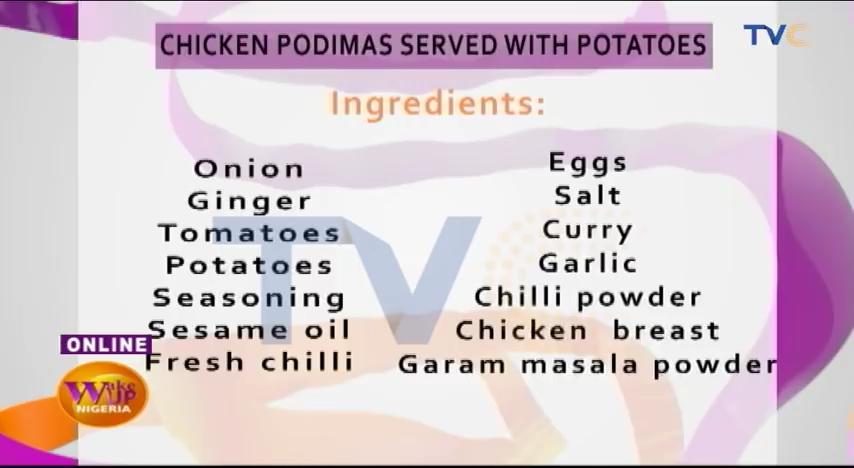 CHICKEN PODIMAS SERVED WITH POTATOES
TVC
Ingredients:
Onion
Ginger
Tomatoes
Potatoes
Seasoning
Sesame oil
Fresh chilli
Eggs
Salt
Curry
Garlic
Chilli powder
Chicken breast
Garam masala powder
TVC
ONLINE
Wake
UP
NIGERIA